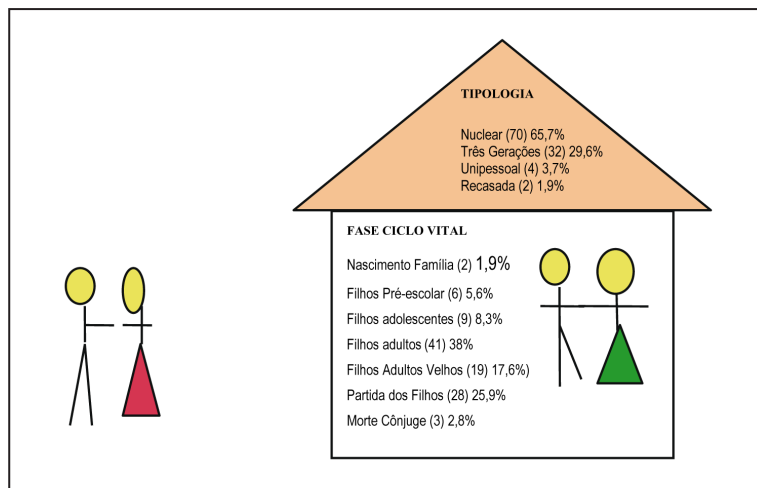 TIPOLOGIA
Nuclear (70) 65,7%
Três Gerações (32) 29,6%
Unipessoal (4) 3,7%
Recasada (2) 1,9%
FASE CICLO VITAL
Nascimento Família (2) 1,9%
Filhos Pré-escolar (6) 5,6%
Filhos adolescentes (9) 8,3%
Filhos adultos (41) 38%
Filhos Adultos Velhos (19) 17,6%)
Partida dos Filhos (28) 25,9%
Morte Cônjuge (3) 2,8%